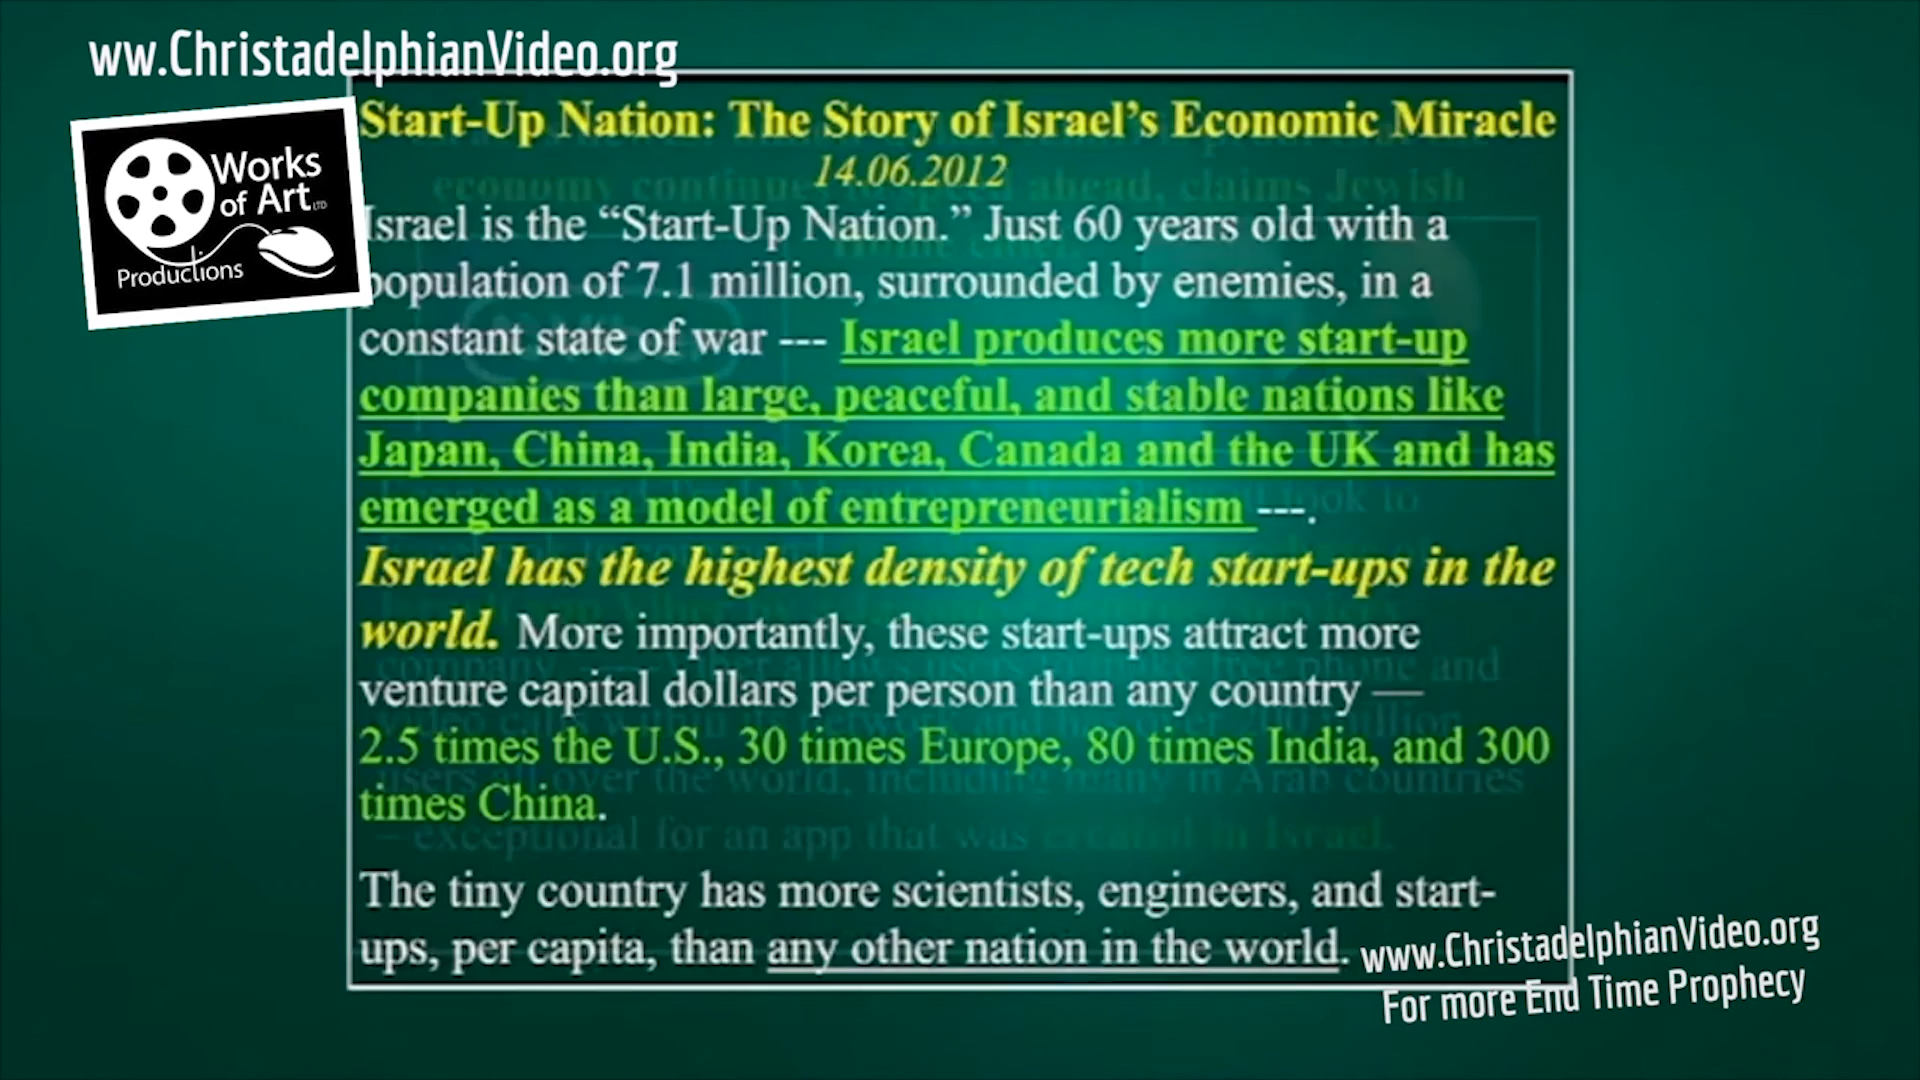 ww.ChristadelphianVideo.org
Works
of Art LTD
Productions
Start-Up Nation: The Story of Israel’s Economic Miracle
14.06.2012
Israel is the “Start-Up Nation.” Just 60 years old with a
population of 7.1 million, surrounded by enemies, in a
constant state of war --- Israel produces more start-up
companies than large, peaceful, and stable nations like
Japan, China, India, Korea, Canada and the UK and has
emerged as a model of entrepreneurialism ---.
Israel has the highest density of tech start-ups in the
world. More importantly, these start-ups attract more
venture capital dollars per person than any country —
2.5 times the U.S., 30 times Europe, 80 times India, and 300
times China.
The tiny country has more scientists, engineers, and start-
ups, per capita, than any other nation in the world.
www.ChristadelphianVideo.org
For more End Time Prophecy